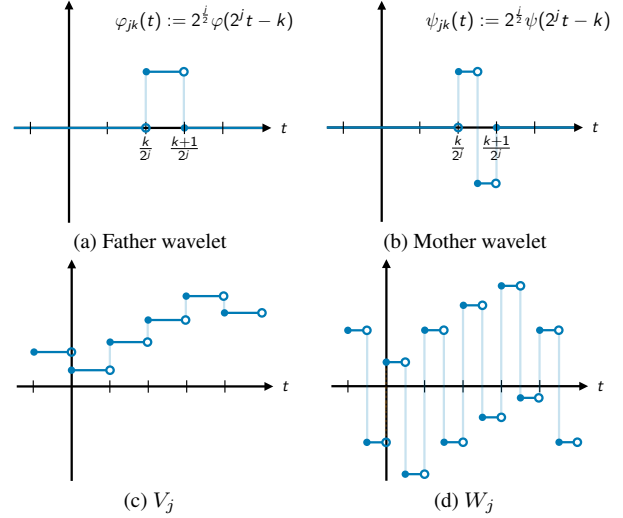 φ_{jk}(t) := 2^{j/2}φ(2^j t − k)
t
k/2^j
(k+1)/2^j
(a) Father wavelet
ψ_{jk}(t) := 2^{j/2}ψ(2^j t − k)
t
k/2^j
(k+1)/2^j
(b) Mother wavelet
t
(c) V_j
t
(d) W_j